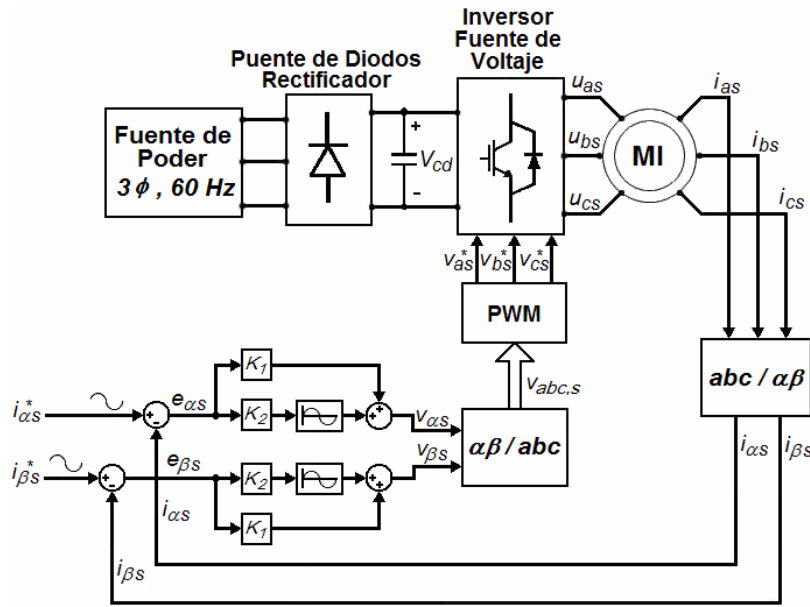 Inversor
Fuente de
Voltaje
Puente de Diodos
Rectificador
Fuente de
Poder
3ϕ , 60 Hz
+
V_cd
-
u_as
u_bs
u_cs
MI
i_as
i_bs
i_cs
v*_as
v*_bs
v*_cs
PWM
v_abc,s
abc / αβ
i_αs
i_βs
αβ / abc
v_αs
v_βs
K_1
K_2
+
+
i*_αs
+
-
e_αs
i*_βs
+
-
e_βs
K_2
+
+
K_1
i_αs
i_βs